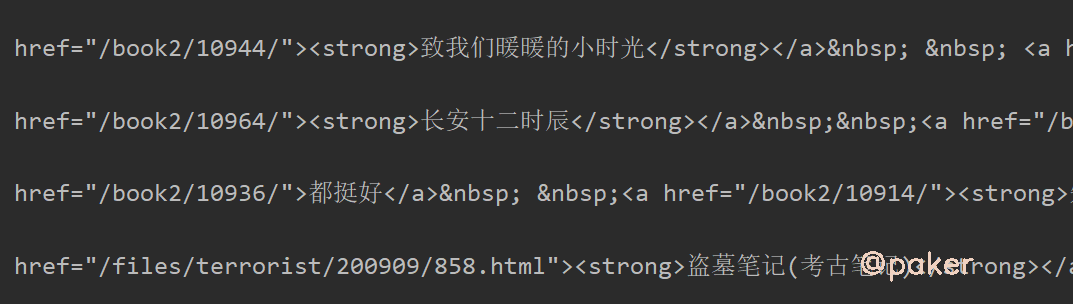 href="/book2/10944/"><strong>致我们暖暖的小时光</strong></a>&nbsp; &nbsp; <a h
href="/book2/10964/"><strong>长安十二时辰</strong></a>&nbsp;&nbsp;<a href="/b
href="/book2/10936/">都挺好</a>&nbsp; &nbsp;<a href="/book2/10914/"><strong>
href="/files/terrorist/200909/858.html"><strong>盗墓笔记(考古笔记)</strong></a
@paker